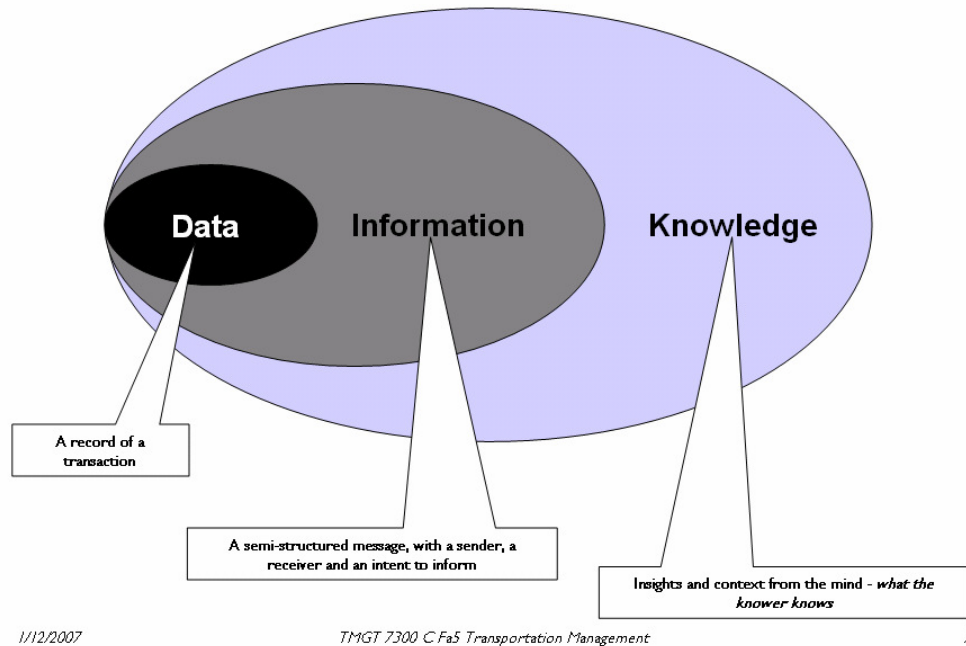 Data
Information
Knowledge
A record of a
transaction
A semi-structured message, with a sender, a
receiver and an intent to inform
Insights and context from the mind - what the
knower knows
1/12/2007
TMGT 7300 C Fa5 Transportation Management